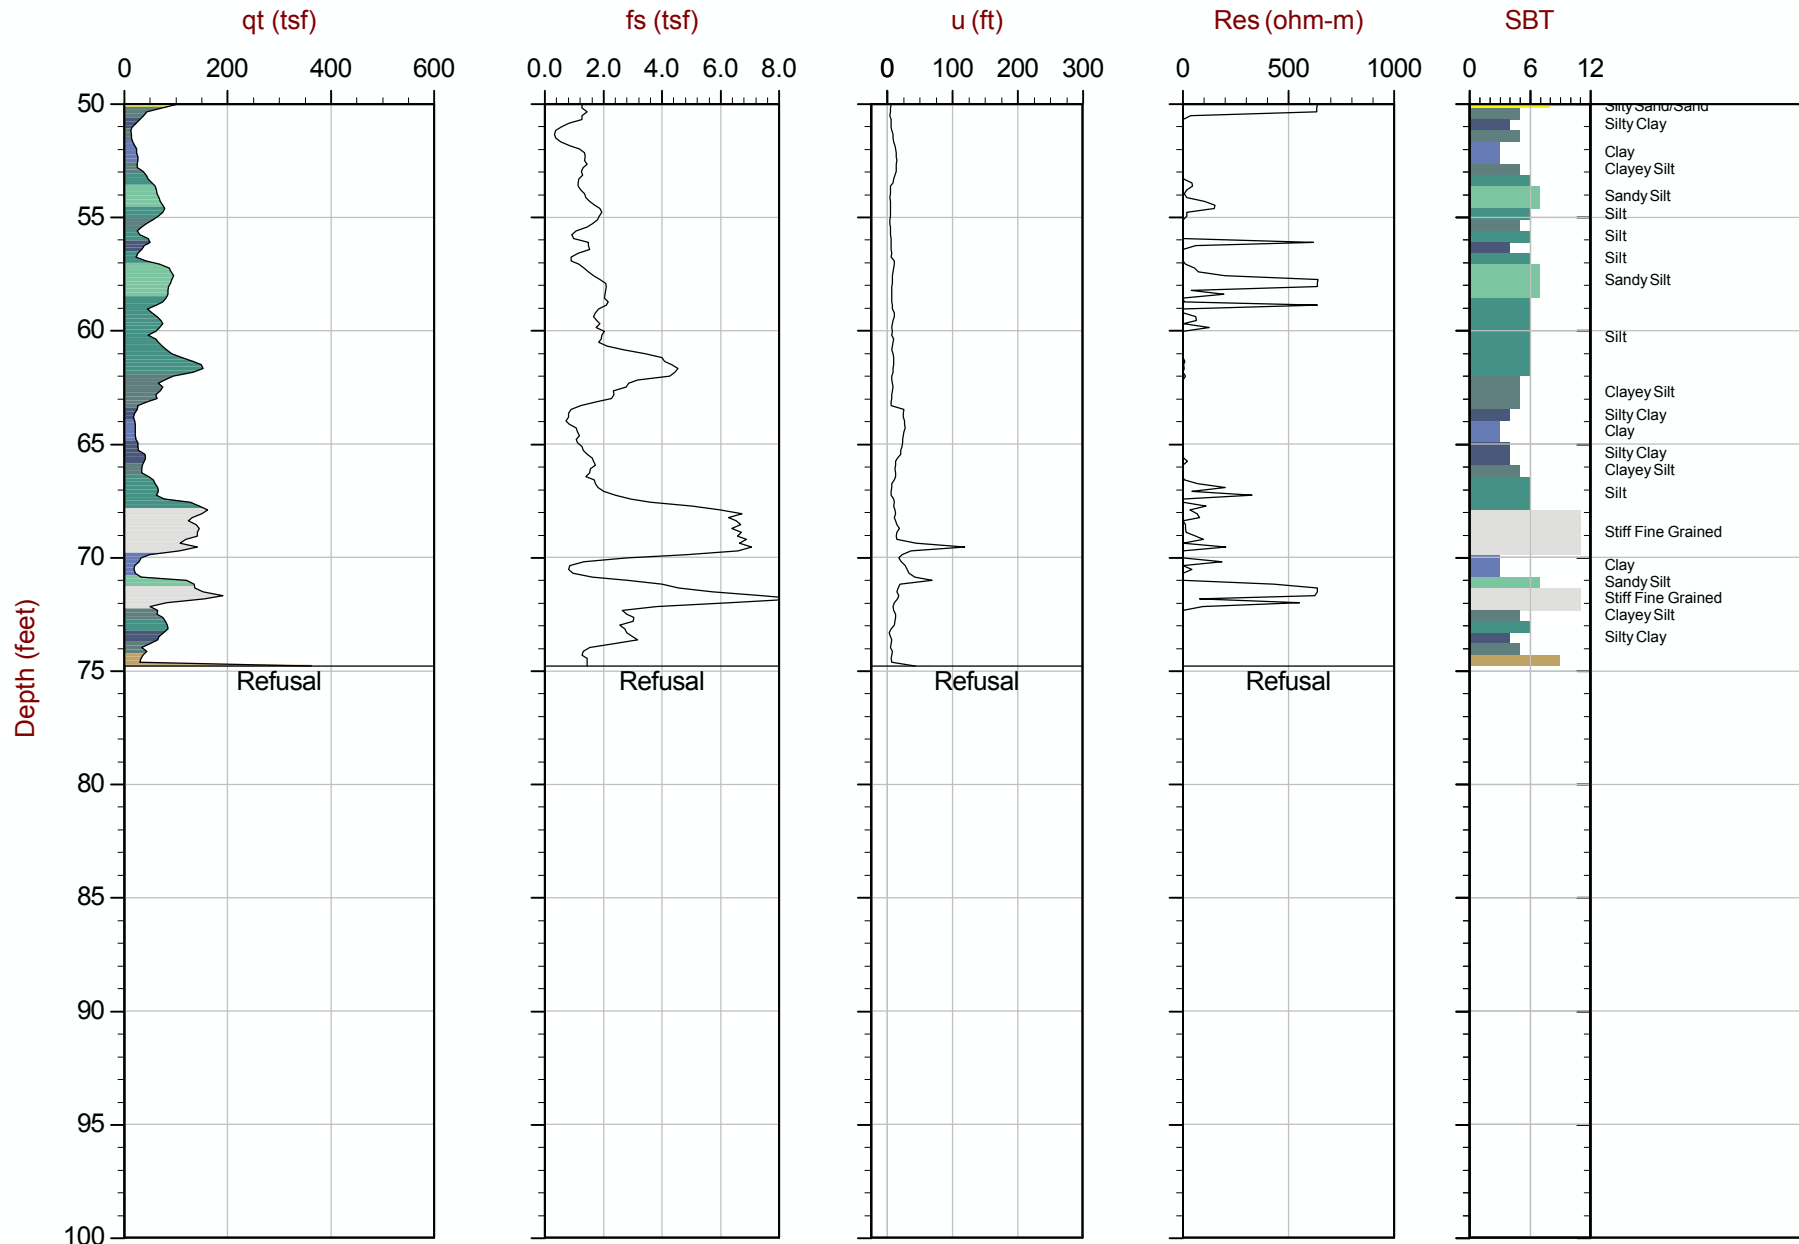 qt (tsf) fs (tsf) u (ft) Res (ohm-m) SBT
0 200 400 600 0.0 2.0 4.0 6.0 8.0 0 100 200 300 0 500 1000 0 6 12
50 Silty Sand/Sand
Silty Clay
Clay
Clayey Silt
Sandy Silt
55 Silt
Silt
Silt
Sandy Silt
60 Silt
Clayey Silt
Silty Clay
Clay
65 Silty Clay
Clayey Silt
Silt
Stiff Fine Grained
70 Clay
Sandy Silt
Stiff Fine Grained
Clayey Silt
Silty Clay
75 Refusal Refusal Refusal Refusal
Depth (feet)
80
85
90
95
100